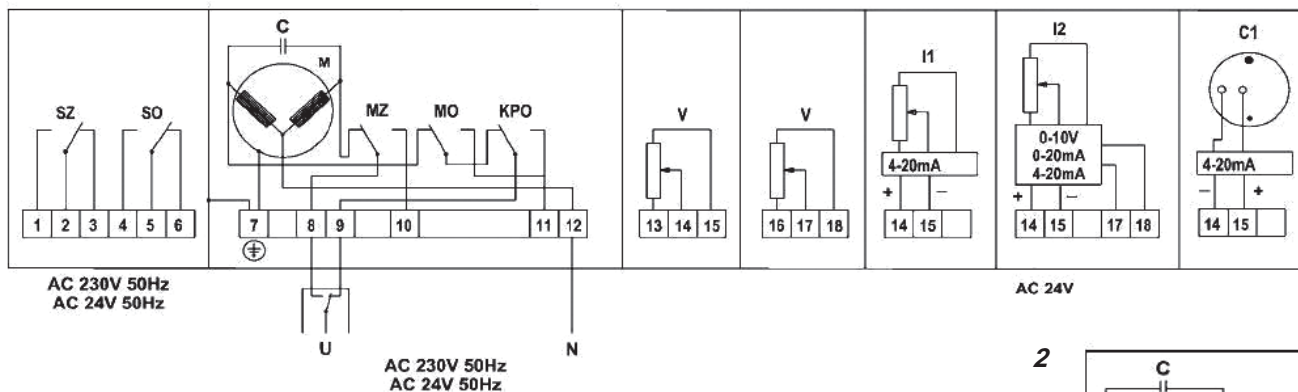 C
M
SZ
SO
MZ
MO
KPO
V
V
I1
I2
C1
4-20mA
0-10V
0-20mA
4-20mA
4-20mA
+ −
+ −
− +
1 2 3 4 5 6
7 8 9 10 11 12
13 14 15
16 17 18
14 15
14 15 17 18
14 15
AC 230V 50Hz
AC 24V 50Hz
AC 24V
U
N
AC 230V 50Hz
AC 24V 50Hz
2
C